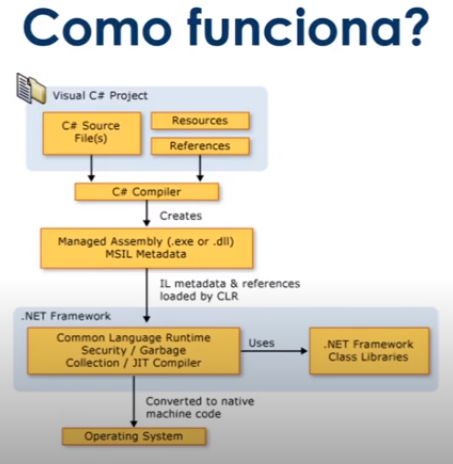 Como funciona?
Visual C# Project
C# Source
File(s)
Resources
References
C# Compiler
Creates
Managed Assembly (.exe or .dll)
MSIL Metadata
IL metadata & references
loaded by CLR
.NET Framework
Common Language Runtime
Security / Garbage
Collection / JIT Compiler
Uses
.NET Framework
Class Libraries
Converted to native
machine code
Operating System